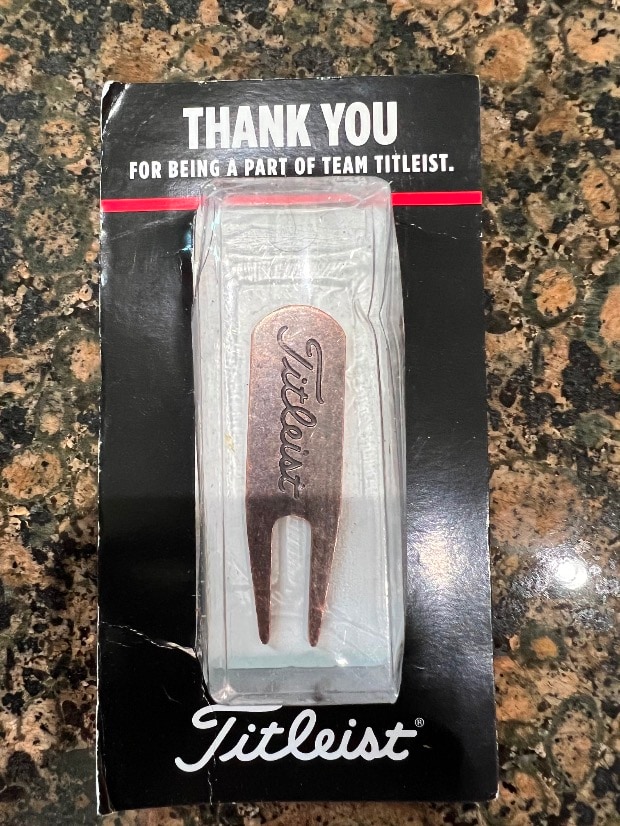 THANK YOU
FOR BEING A PART OF TEAM TITLEIST.
Titleist
Titleist®